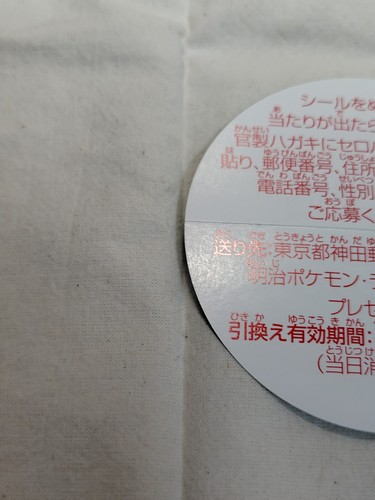 シールをぬ
当たりが出たら
官製ハガキにセロハ
貼り、郵便番号、住所
電話番号、性別
ご応募く
送り先:東京都神田郵
明治ポケモン・チ
プレゼ
引換え有効期間:
(当日消